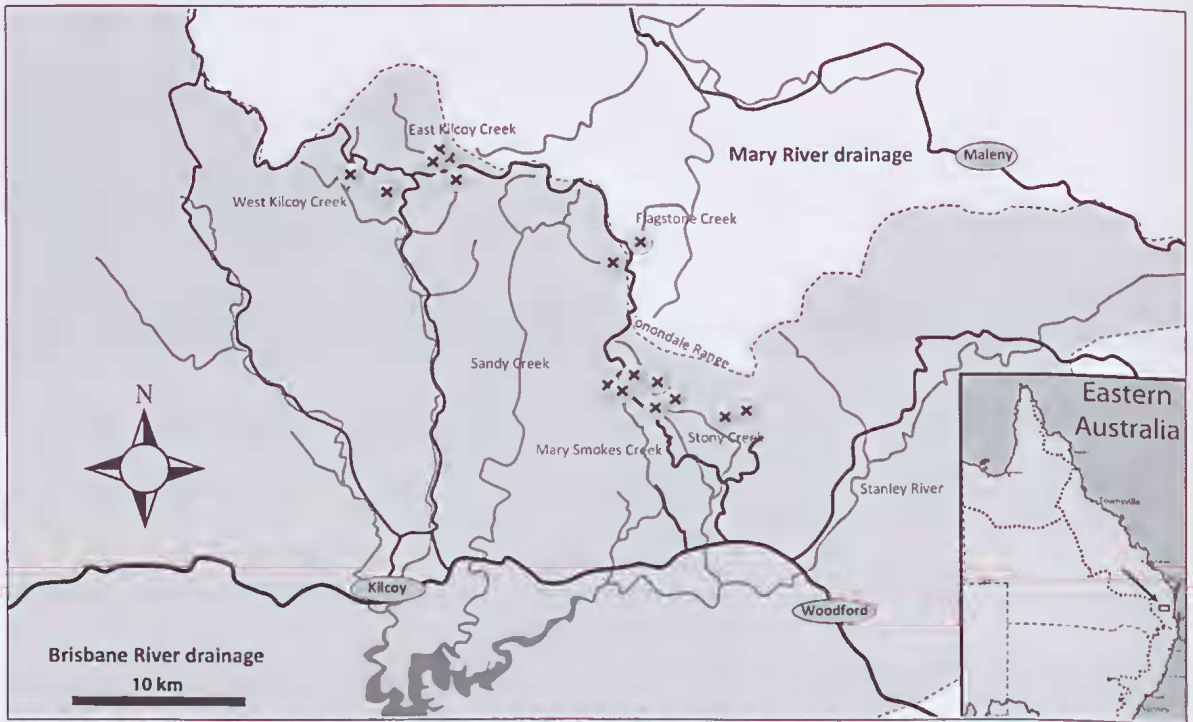 East Kilcoy Creek
Mary River drainage
Maleny
West Kilcoy Creek
Flagstone Creek
onondale Range
Sandy Creek
N
Eastern
Australia
Mary Smokes Creek
Stony Creek
Stanley River
Townsville
Kilcoy
Woodford
Brisbane River drainage
10 km